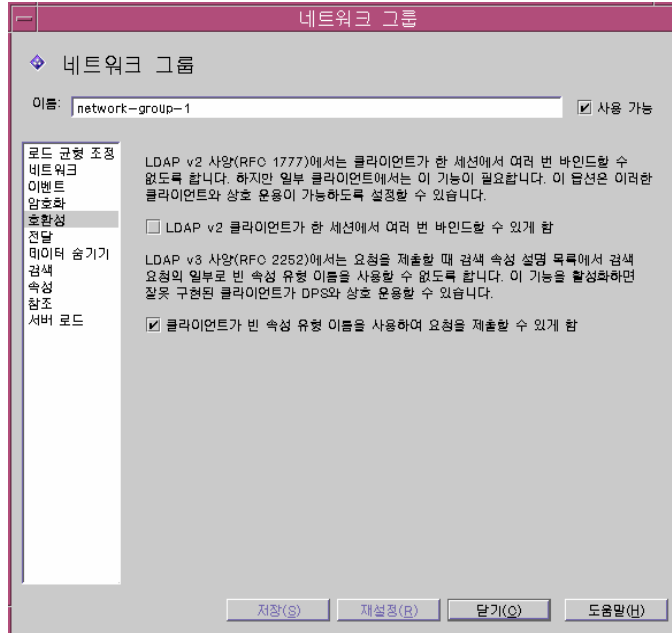 네트워크 그룹
네트워크 그룹
이름: network-group-1
사용 가능
로드 균형 조정
네트워크
이벤트
암호화
호환성
전달
데이터 숨기기
검색
속성
참조
서버 로드
LDAP v2 사양(RFC 1777)에서는 클라이언트가 한 세션에서 여러 번 바인드할 수
없도록 합니다. 하지만 일부 클라이언트에서는 이 기능이 필요합니다. 이 옵션은 이러한
클라이언트와 상호 운용이 가능하도록 설정할 수 있습니다.
LDAP v2 클라이언트가 한 세션에서 여러 번 바인드할 수 있게 함
LDAP v3 사양(RFC 2252)에서는 요청을 제출할 때 검색 속성 설명 목록에서 검색
요청의 일부로 빈 속성 유형 이름을 사용할 수 없도록 합니다. 이 기능을 활성화하면
잘못 구현된 클라이언트가 DPS와 상호 운용할 수 있습니다.
클라이언트가 빈 속성 유형 이름을 사용하여 요청을 제출할 수 있게 함
저장(S) 재설정(R) 닫기(C) 도움말(H)